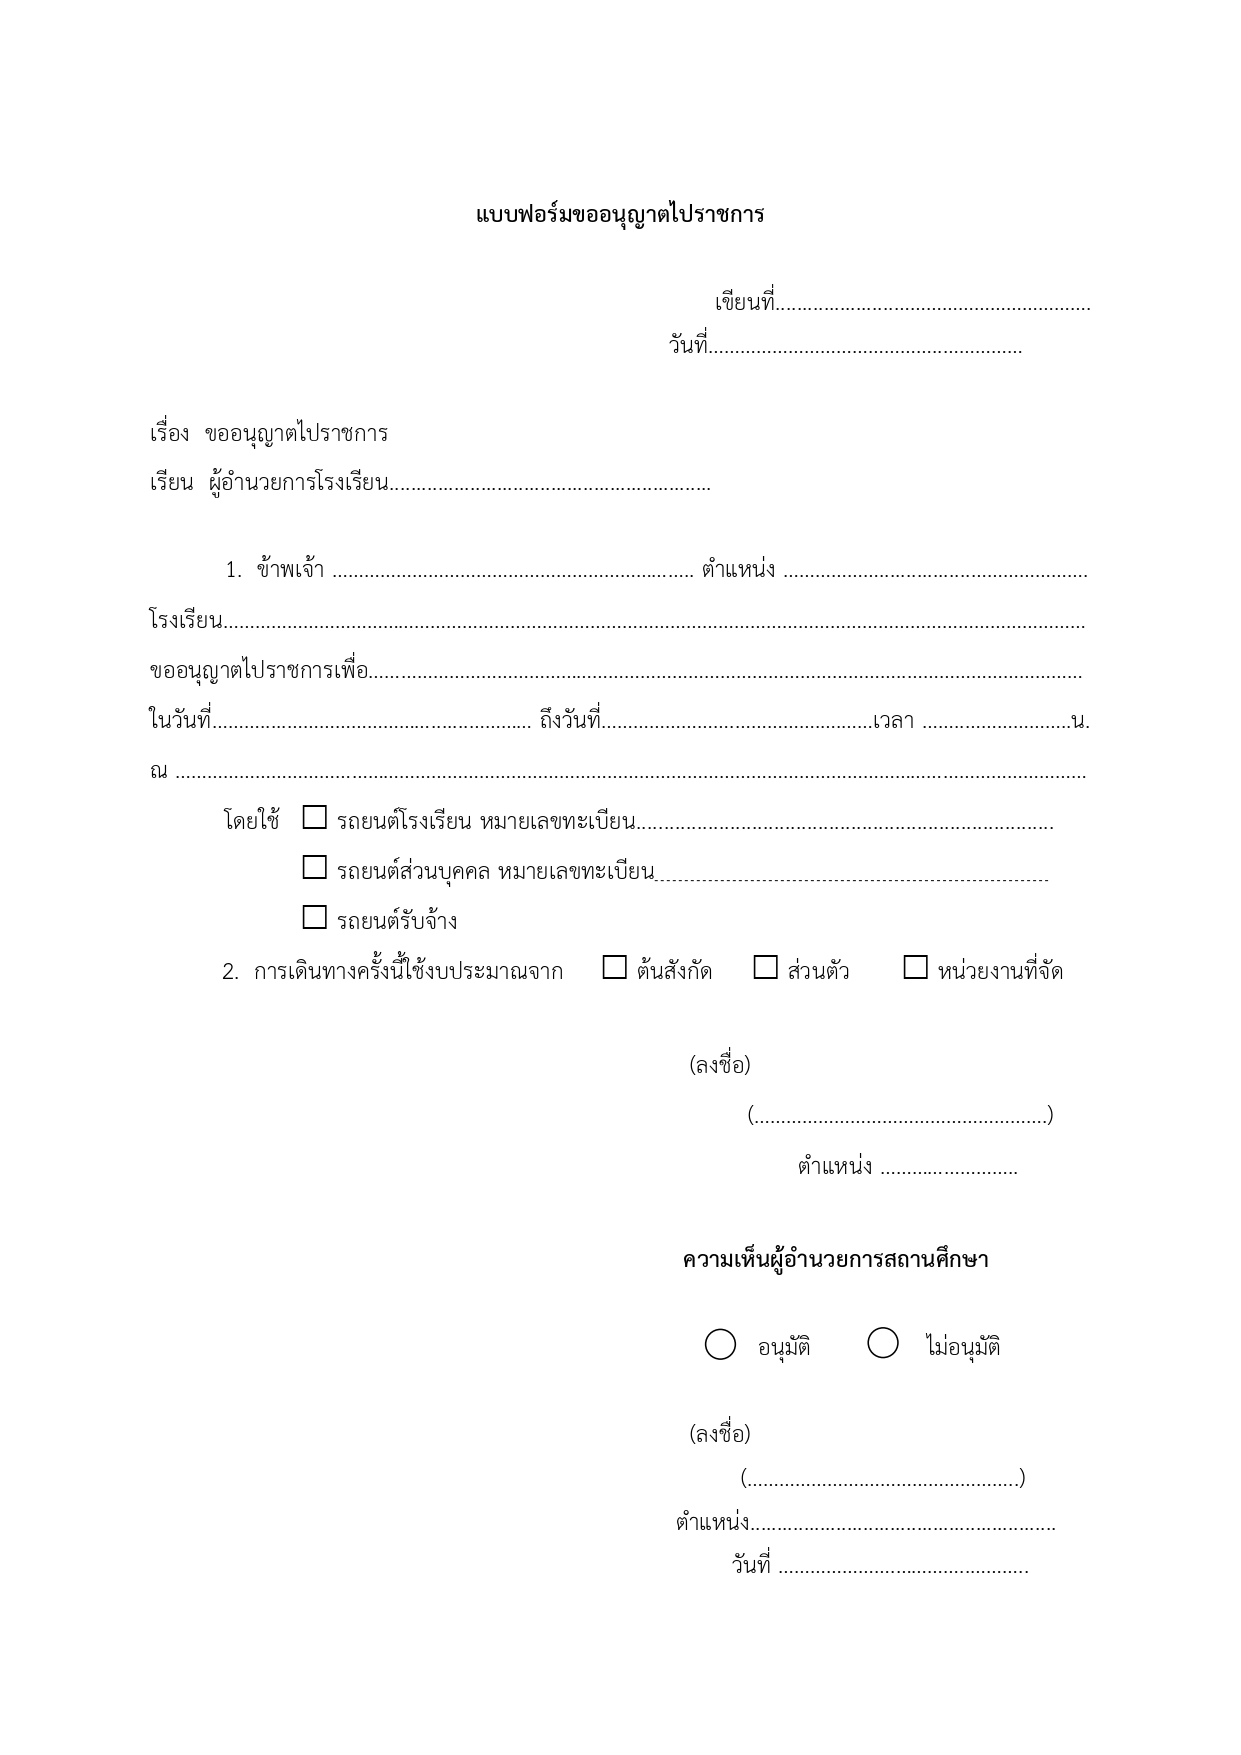 แบบฟอร์มขออนุญาตไปราชการ
เขียนที่...........................................................
วันที่...........................................................
เรื่อง ขออนุญาตไปราชการ
เรียน ผู้อำนวยการโรงเรียน............................................................
1. ข้าพเจ้า .................................................................... ตำแหน่ง .........................................................
โรงเรียน..................................................................................................................................................................
ขออนุญาตไปราชการเพื่อ......................................................................................................................................
ในวันที่............................................................ ถึงวันที่...................................................เวลา ............................น.
ณ ...........................................................................................................................................................................
โดยใช้ ☐ รถยนต์โรงเรียน หมายเลขทะเบียน..............................................................................
☐ รถยนต์ส่วนบุคคล หมายเลขทะเบียน..........................................................................
☐ รถยนต์รับจ้าง
2. การเดินทางครั้งนี้ใช้งบประมาณจาก ☐ ต้นสังกัด ☐ ส่วนตัว ☐ หน่วยงานที่จัด
(ลงชื่อ)
(.......................................................)
ตำแหน่ง ..........................
ความเห็นผู้อำนวยการสถานศึกษา
○ อนุมัติ ○ ไม่อนุมัติ
(ลงชื่อ)
(...................................................)
ตำแหน่ง.........................................................
วันที่ ...............................................